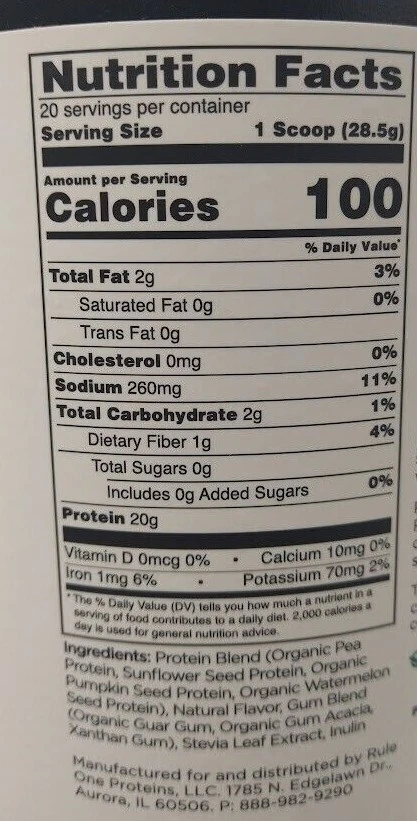 Nutrition Facts
20 servings per container
Serving Size 1 Scoop (28.5g)
Amount per Serving
Calories 100
% Daily Value*
Total Fat 2g 3%
Saturated Fat 0g 0%
Trans Fat 0g
Cholesterol 0mg 0%
Sodium 260mg 11%
Total Carbohydrate 2g 1%
Dietary Fiber 1g 4%
Total Sugars 0g
Includes 0g Added Sugars 0%
Protein 20g
Vitamin D 0mcg 0% • Calcium 10mg 0%
Iron 1mg 6% • Potassium 70mg 2%
*The % Daily Value (DV) tells you how much a nutrient in a
serving of food contributes to a daily diet. 2,000 calories a
day is used for general nutrition advice.
Ingredients: Protein Blend (Organic Pea
Protein, Sunflower Seed Protein, Organic
Pumpkin Seed Protein, Organic Watermelon
Seed Protein), Natural Flavor, Gum Blend
(Organic Guar Gum, Organic Gum Acacia,
Xanthan Gum), Stevia Leaf Extract, Inulin
Manufactured for and distributed by Rule
One Proteins, LLC. 1785 N. Edgelawn Dr.,
Aurora, IL 60506. P: 888-982-9290